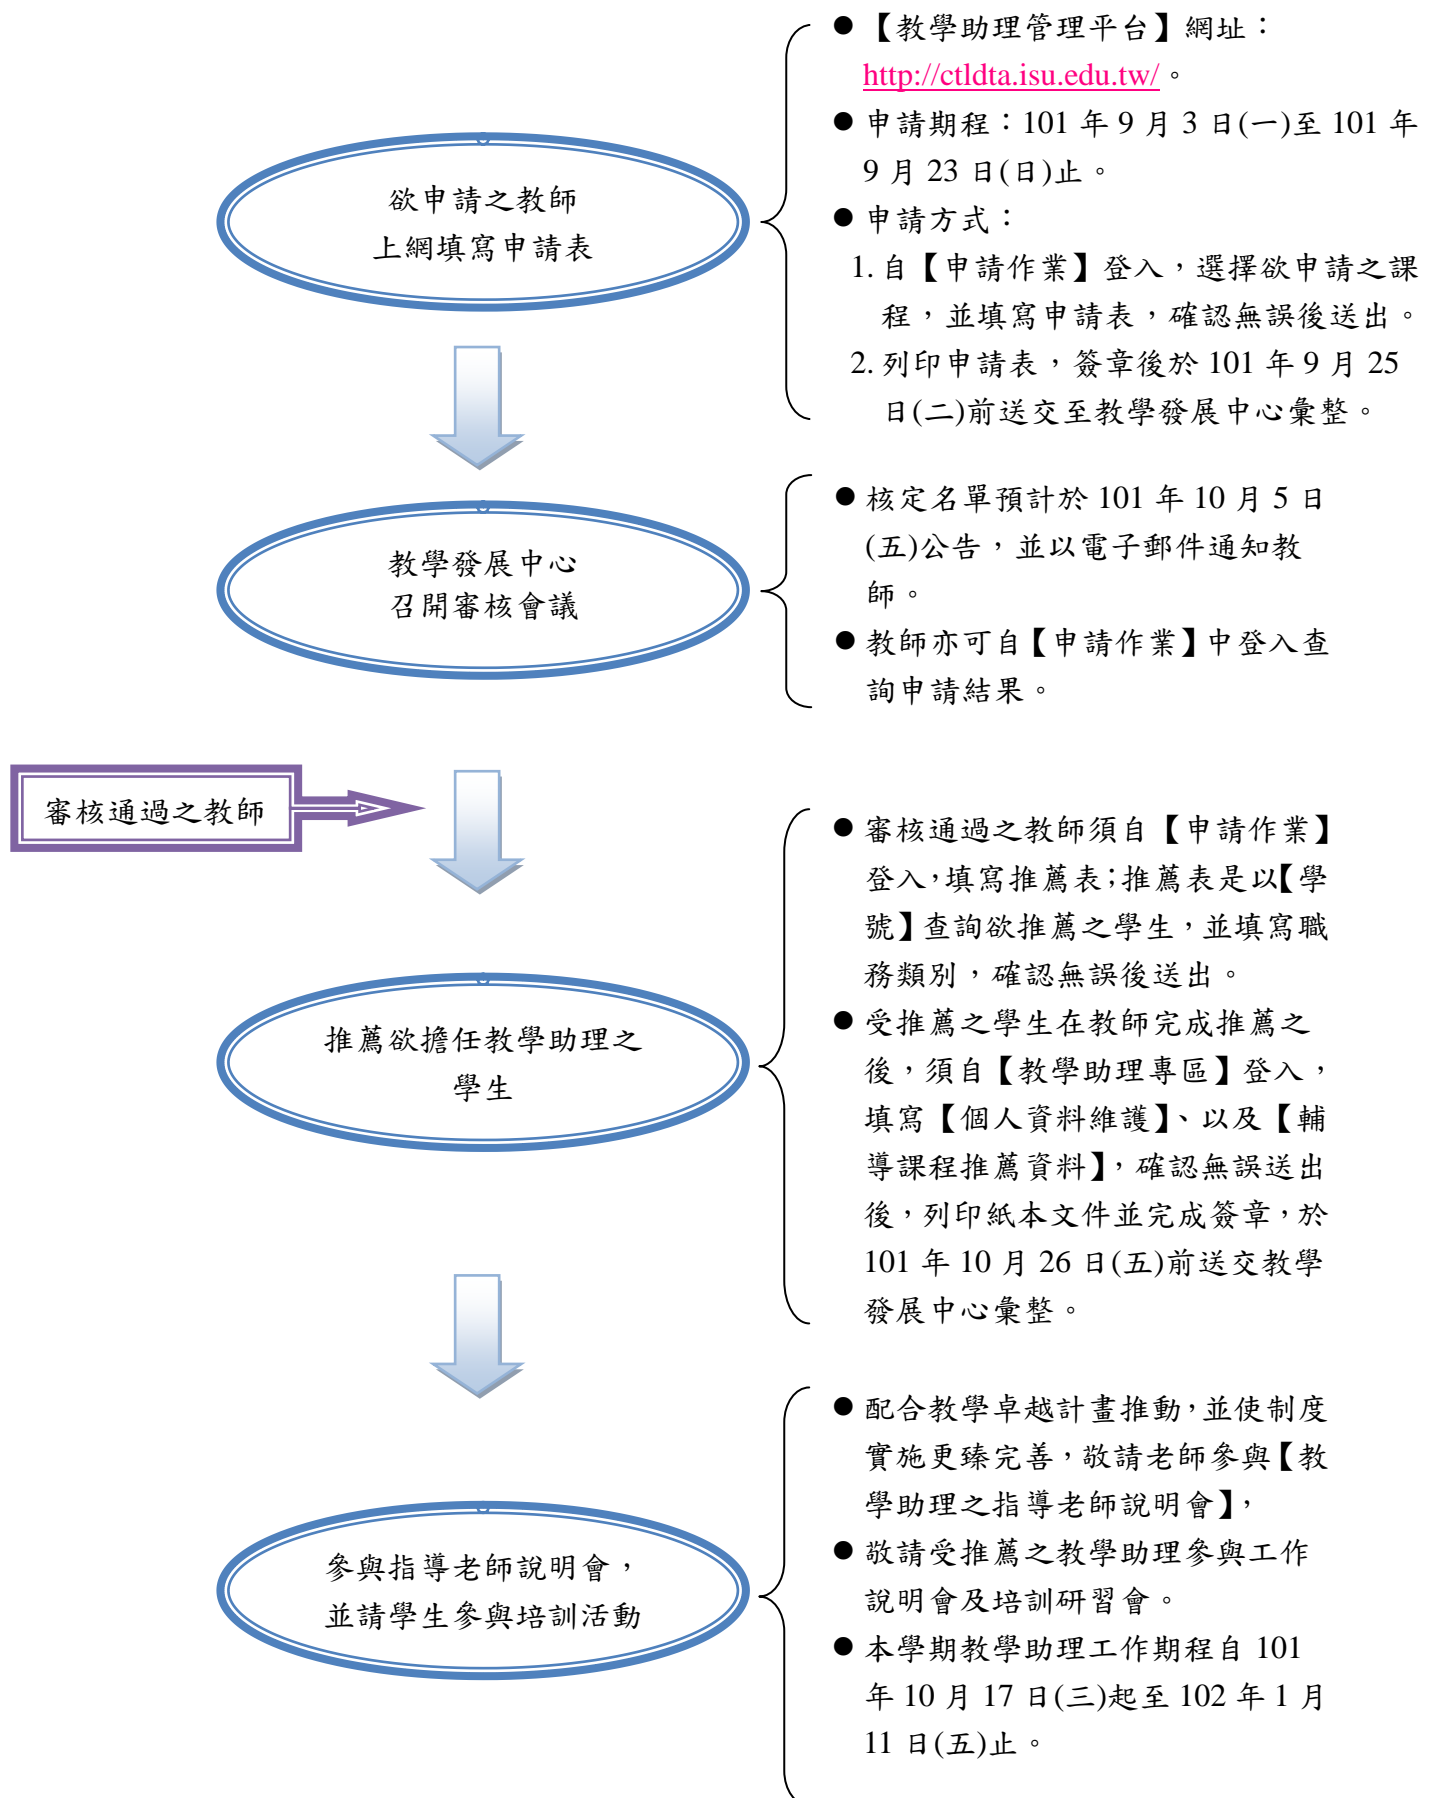 欲申請之教師
上網填寫申請表
●【教學助理管理平台】網址：
http://ctldta.isu.edu.tw/。
●申請期程：101 年 9 月 3 日(一)至 101 年
9 月 23 日(日)止。
●申請方式：
1. 自【申請作業】登入，選擇欲申請之課
程，並填寫申請表，確認無誤後送出。
2. 列印申請表，簽章後於 101 年 9 月 25
日(二)前送交至教學發展中心彙整。
教學發展中心
召開審核會議
●核定名單預計於 101 年 10 月 5 日
(五)公告，並以電子郵件通知教
師。
●教師亦可自【申請作業】中登入查
詢申請結果。
審核通過之教師
推薦欲擔任教學助理之
學生
●審核通過之教師須自【申請作業】
登入，填寫推薦表；推薦表是以【學
號】查詢欲推薦之學生，並填寫職
務類別，確認無誤後送出。
●受推薦之學生在教師完成推薦之
後，須自【教學助理專區】登入，
填寫【個人資料維護】、以及【輔
導課程推薦資料】，確認無誤送出
後，列印紙本文件並完成簽章，於
101 年 10 月 26 日(五)前送交教學
發展中心彙整。
參與指導老師說明會，
並請學生參與培訓活動
●配合教學卓越計畫推動，並使制度
實施更臻完善，敬請老師參與【教
學助理之指導老師說明會】，
●敬請受推薦之教學助理參與工作
說明會及培訓研習會。
●本學期教學助理工作期程自 101
年 10 月 17 日(三)起至 102 年 1 月
11 日(五)止。